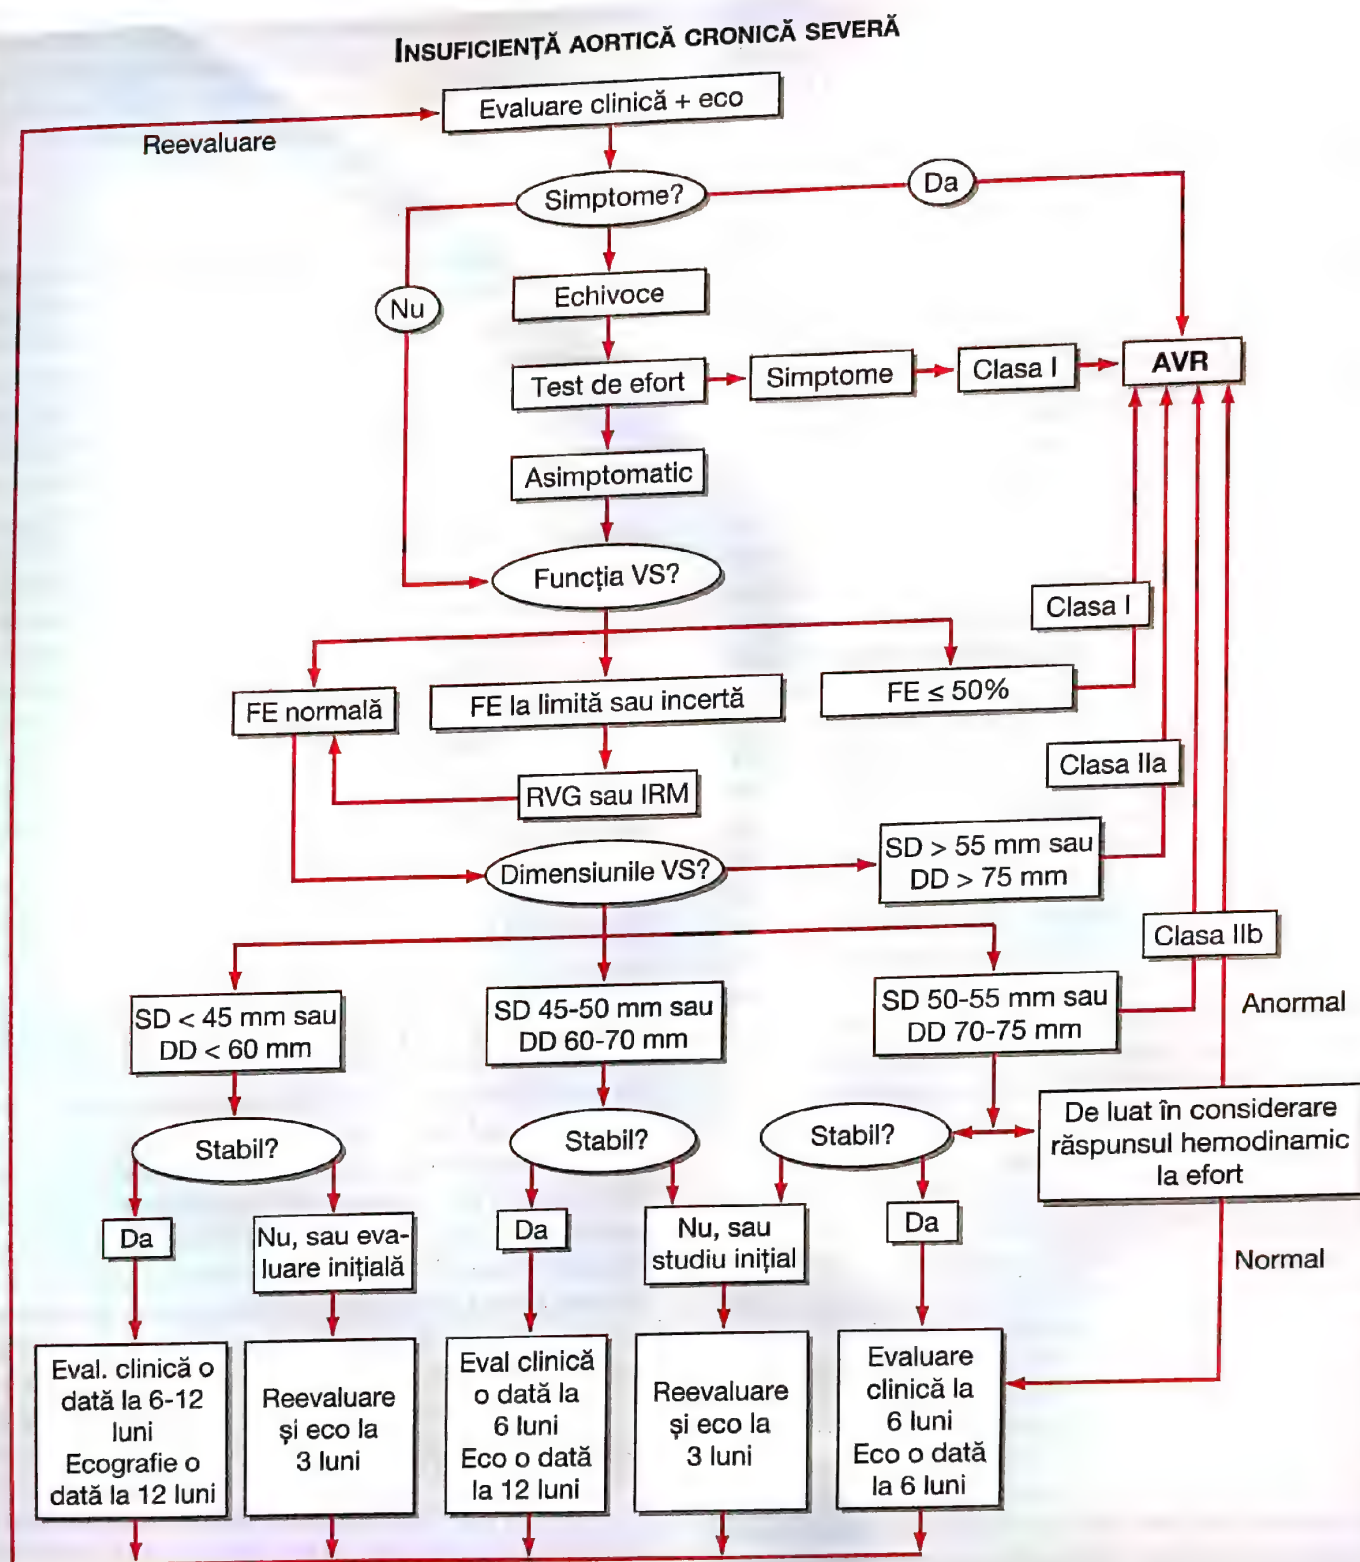 INSUFICIENȚĂ AORTICĂ CRONICĂ SEVERĂ
Evaluare clinică + eco
Reevaluare
Simptome?
Da
Nu
Echivoce
Test de efort
Simptome
Clasa I
AVR
Asimptomatic
Funcția VS?
Clasa I
FE normală
FE la limită sau incertă
FE ≤ 50%
Clasa IIa
RVG sau IRM
Dimensiunile VS?
SD > 55 mm sau
DD > 75 mm
Clasa IIb
SD < 45 mm sau
DD < 60 mm
SD 45-50 mm sau
DD 60-70 mm
SD 50-55 mm sau
DD 70-75 mm
Anormal
Stabil?
Stabil?
Stabil?
De luat în considerare
răspunsul hemodinamic
la efort
Da
Nu, sau eva-
luare inițială
Da
Nu, sau
studiu inițial
Da
Normal
Eval. clinică o
dată la 6-12
luni
Ecografie o
dată la 12 luni
Reevaluare
și eco la
3 luni
Eval clinică
o dată la
6 luni
Eco o dată
la 12 luni
Reevaluare
și eco la
3 luni
Evaluare
clinică la
6 luni
Eco o dată
la 6 luni